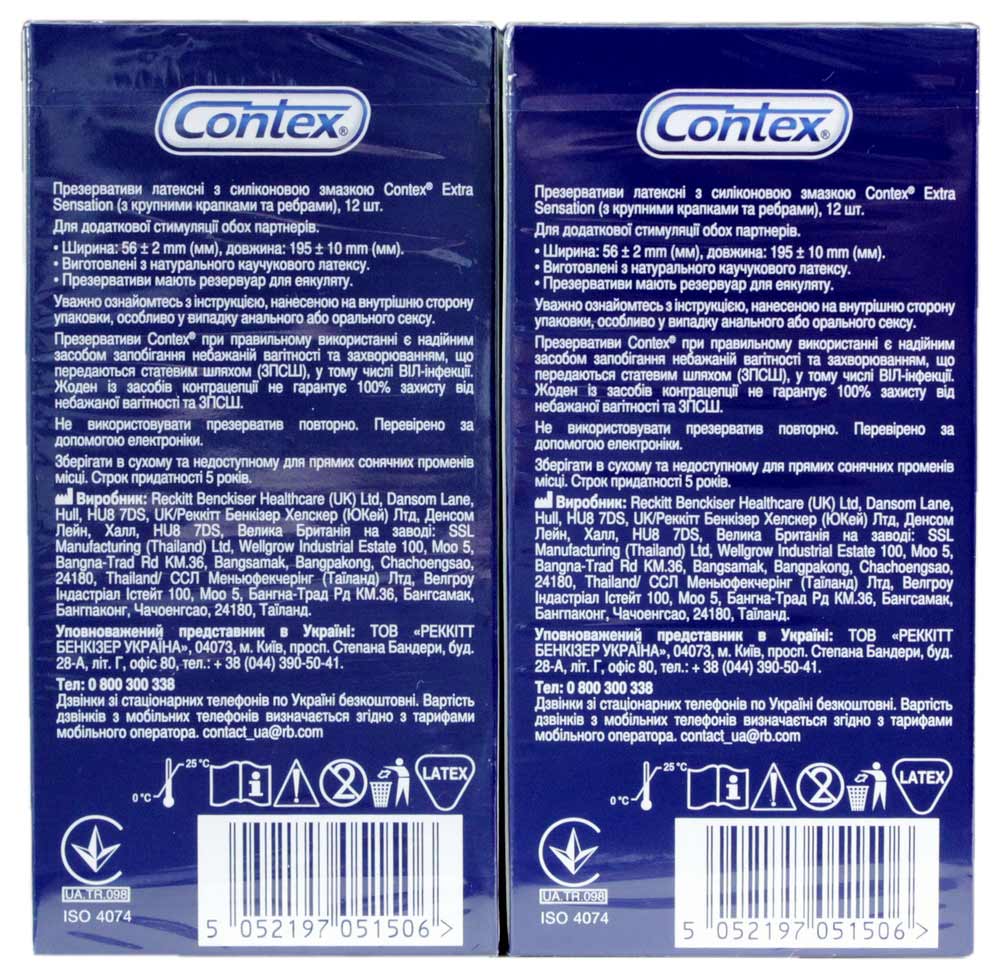 Contex®
Презервативи латексні з силіконовою змазкою Contex® Extra
Sensation (з крупними крапками та ребрами), 12 шт.
Для додаткової стимуляції обох партнерів.
• Ширина: 56 ± 2 mm (мм), довжина: 195 ± 10 mm (мм).
• Виготовлені з натурального каучукового латексу.
• Презервативи мають резервуар для еякуляту.
Уважно ознайомтесь з інструкцією, нанесеною на внутрішню сторону
упаковки, особливо у випадку анального або орального сексу.
Презервативи Contex® при правильному використанні є надійним
засобом запобігання небажаній вагітності та захворюванням, що
передаються статевим шляхом (ЗПСШ), у тому числі ВІЛ-інфекції.
Жоден із засобів контрацепції не гарантує 100% захисту від
небажаної вагітності та ЗПСШ.
Не використовувати презерватив повторно. Перевірено за
допомогою електроніки.
Зберігати в сухому та недоступному для прямих сонячних променів
місці. Строк придатності 5 років.
Виробник: Reckitt Benckiser Healthcare (UK) Ltd, Dansom Lane,
Hull, HU8 7DS, UK/Реккітт Бенкізер Хелскер (ЮКей) Лтд, Денсом
Лейн, Халл, HU8 7DS, Велика Британія на заводі: SSL
Manufacturing (Thailand) Ltd, Wellgrow Industrial Estate 100, Moo 5,
Bangna-Trad Rd KM.36, Bangsamak, Bangpakong, Chachoengsao,
24180, Thailand/ ССЛ Меньюфекчерінг (Таїланд) Лтд, Велгроу
Індастріал Істейт 100, Моо 5, Бангна-Трад Рд КМ.36, Бангсамак,
Бангпаконг, Чачоенгсао, 24180, Таїланд.
Уповноважений представник в Україні: ТОВ «РЕККІТТ
БЕНКІЗЕР УКРАЇНА», 04073, м. Київ, просп. Степана Бандери, буд.
28-А, літ. Г, офіс 80, тел.: + 38 (044) 390-50-41.
Тел: 0 800 300 338
Дзвінки зі стаціонарних телефонів по Україні безкоштовні. Вартість
дзвінків з мобільних телефонів визначається згідно з тарифами
мобільного оператора. contact_ua@rb.com
25 °C
0 °C
LATEX
UA.TR.098
ISO 4074
5 052197 051506 >
Contex®
Презервативи латексні з силіконовою змазкою Contex® Extra
Sensation (з крупними крапками та ребрами), 12 шт.
Для додаткової стимуляції обох партнерів.
• Ширина: 56 ± 2 mm (мм), довжина: 195 ± 10 mm (мм).
• Виготовлені з натурального каучукового латексу.
• Презервативи мають резервуар для еякуляту.
Уважно ознайомтесь з інструкцією, нанесеною на внутрішню сторону
упаковки, особливо у випадку анального або орального сексу.
Презервативи Contex® при правильному використанні є надійним
засобом запобігання небажаній вагітності та захворюванням, що
передаються статевим шляхом (ЗПСШ), у тому числі ВІЛ-інфекції.
Жоден із засобів контрацепції не гарантує 100% захисту від
небажаної вагітності та ЗПСШ.
Не використовувати презерватив повторно. Перевірено за
допомогою електроніки.
Зберігати в сухому та недоступному для прямих сонячних променів
місці. Строк придатності 5 років.
Виробник: Reckitt Benckiser Healthcare (UK) Ltd, Dansom Lane,
Hull, HU8 7DS, UK/Реккітт Бенкізер Хелскер (ЮКей) Лтд, Денсом
Лейн, Халл, HU8 7DS, Велика Британія на заводі: SSL
Manufacturing (Thailand) Ltd, Wellgrow Industrial Estate 100, Moo 5,
Bangna-Trad Rd KM.36, Bangsamak, Bangpakong, Chachoengsao,
24180, Thailand/ ССЛ Меньюфекчерінг (Таїланд) Лтд, Велгроу
Індастріал Істейт 100, Моо 5, Бангна-Трад Рд КМ.36, Бангсамак,
Бангпаконг, Чачоенгсао, 24180, Таїланд.
Уповноважений представник в Україні: ТОВ «РЕККІТТ
БЕНКІЗЕР УКРАЇНА», 04073, м. Київ, просп. Степана Бандери, буд.
28-А, літ. Г, офіс 80, тел.: + 38 (044) 390-50-41.
Тел: 0 800 300 338
Дзвінки зі стаціонарних телефонів по Україні безкоштовні. Вартість
дзвінків з мобільних телефонів визначається згідно з тарифами
мобільного оператора. contact_ua@rb.com
25 °C
0 °C
LATEX
UA.TR.098
ISO 4074
5 052197 051506 >